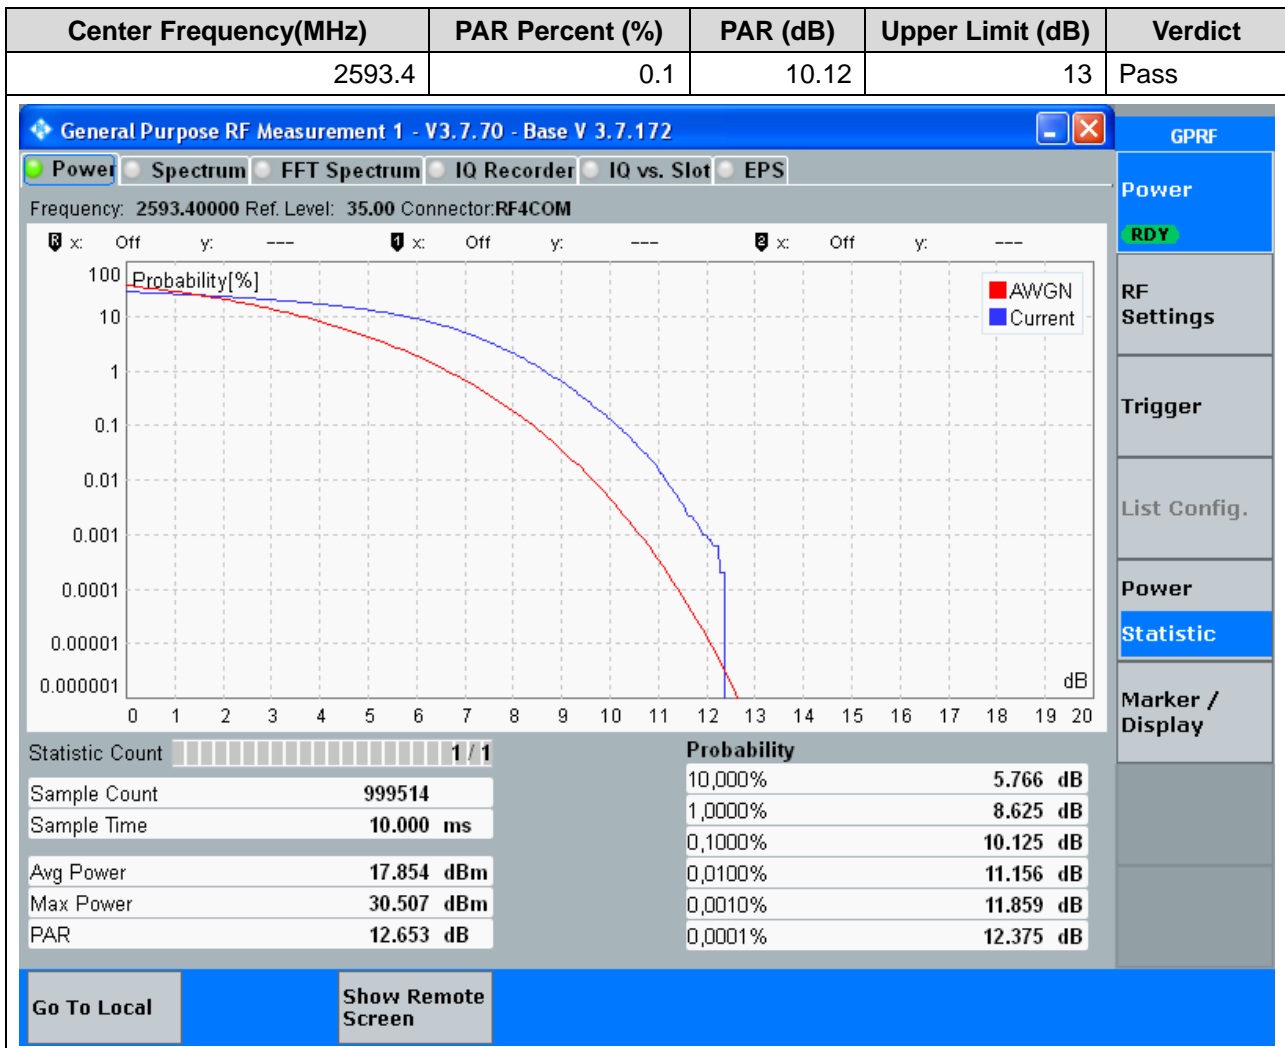 Center Frequency(MHz) PAR Percent (%) PAR (dB) Upper Limit (dB) Verdict
2593.4 0.1 10.12 13 Pass
General Purpose RF Measurement 1 - V3.7.70 - Base V 3.7.172
GPRF
Power Spectrum FFT Spectrum IQ Recorder IQ vs. Slot EPS
Frequency: 2593.40000 Ref. Level: 35.00 Connector:RF4COM
R x: Off y: --- 1 x: Off y: --- 2 x: Off y: ---
Probability[%]
AWGN
Current
100
10
1
0.1
0.01
0.001
0.0001
0.00001
0.000001
dB
0 1 2 3 4 5 6 7 8 9 10 11 12 13 14 15 16 17 18 19 20
Statistic Count 1 / 1
Sample Count 999514
Sample Time 10.000 ms
Avg Power 17.854 dBm
Max Power 30.507 dBm
PAR 12.653 dB
Probability
10,000% 5.766 dB
1,0000% 8.625 dB
0,1000% 10.125 dB
0,0100% 11.156 dB
0,0010% 11.859 dB
0,0001% 12.375 dB
Power
RDY
RF
Settings
Trigger
List Config.
Power
Statistic
Marker /
Display
Go To Local
Show Remote
Screen